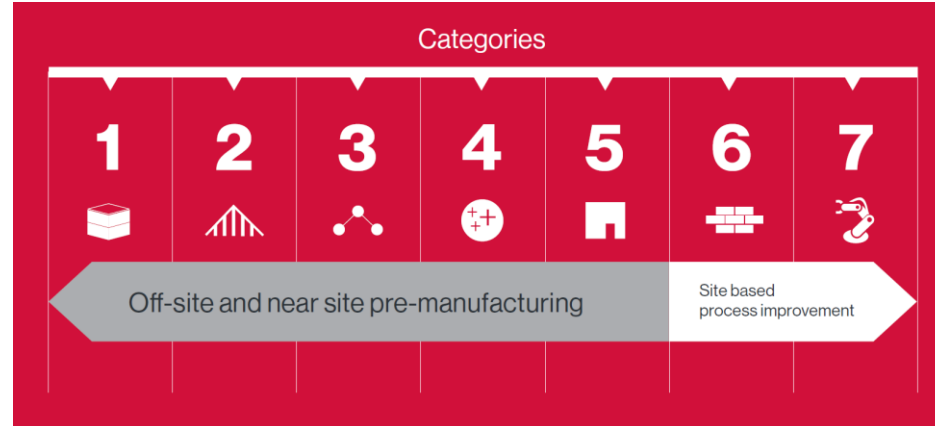 Categories
1 2 3 4 5 6 7
Off-site and near site pre-manufacturing
Site based
process improvement